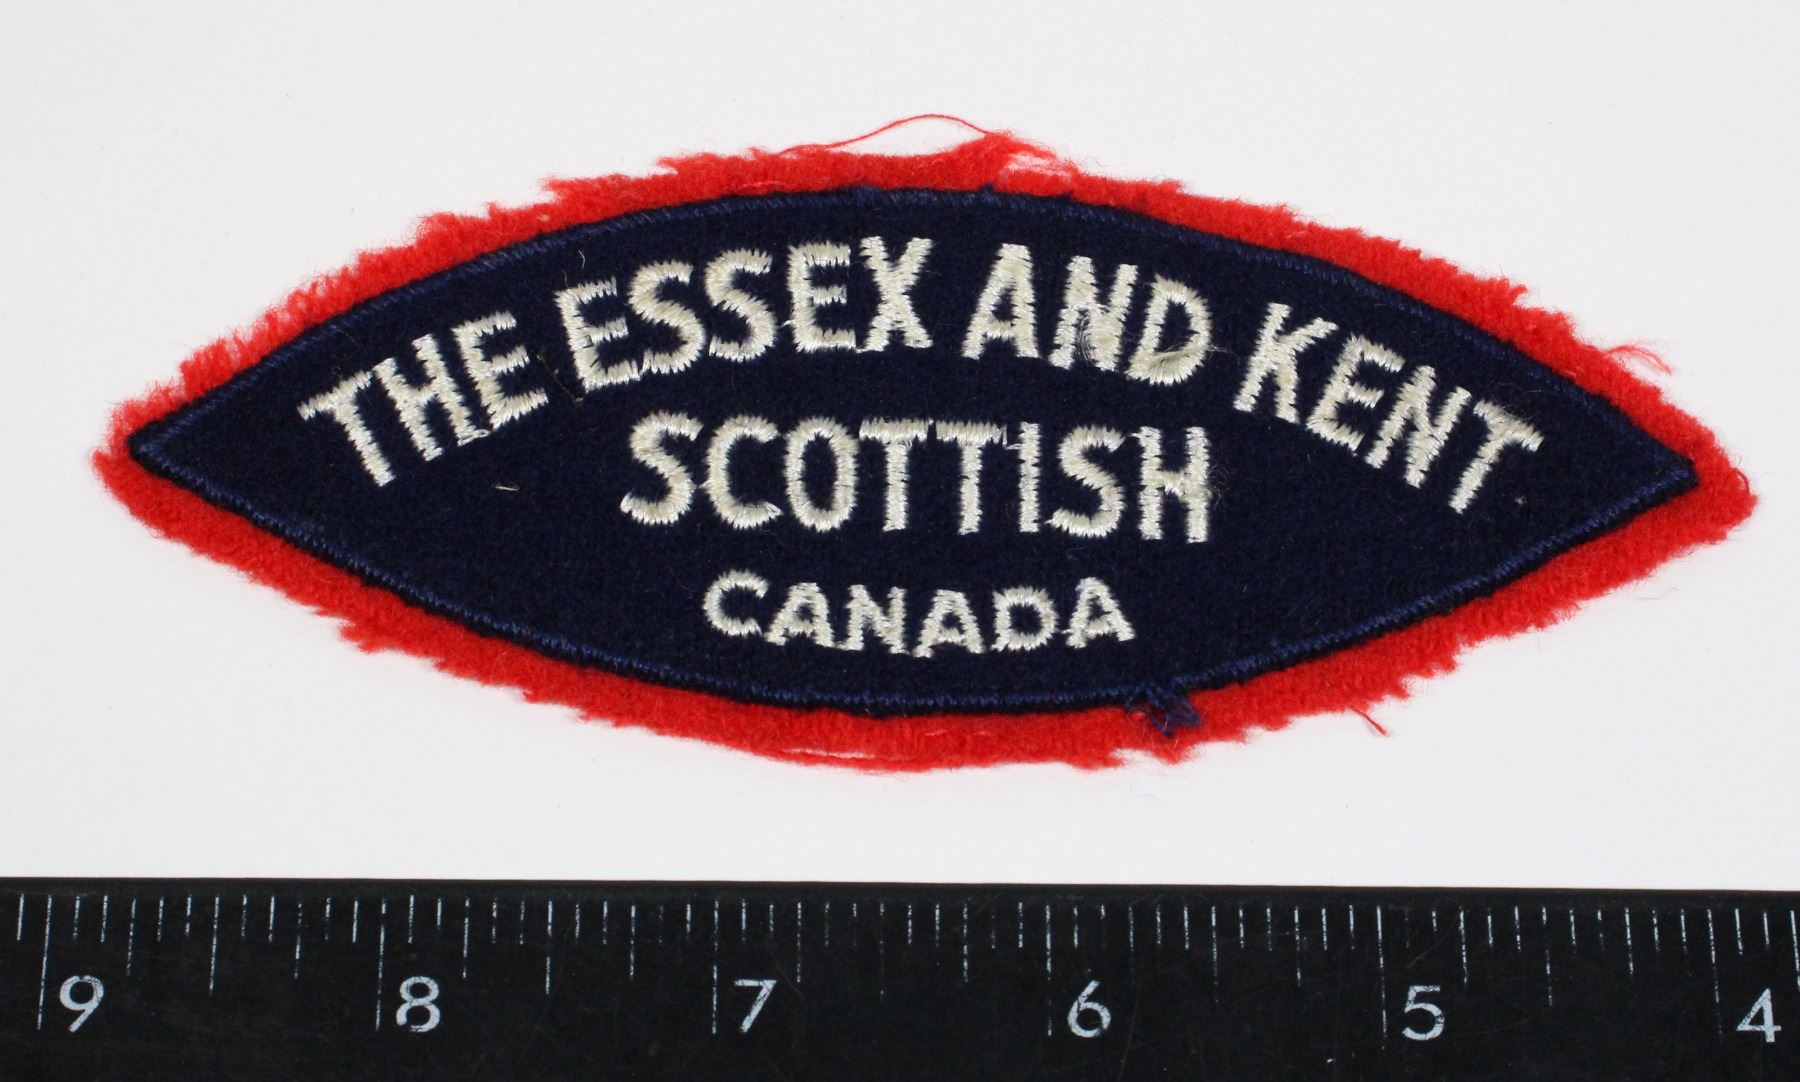 THE ESSEX AND KENT
SCOTTISH
CANADA
9 8 7 6 5 4